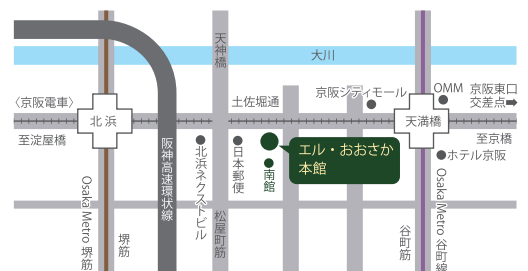 天神橋
大川
〈京阪電車〉
土佐堀通
京阪シティモール
OMM
京阪東口
交差点
北浜
天満橋
至淀屋橋
至京橋
阪神高速環状線
北浜ネクストビル
日本郵便
南館
エル・おおさか
本館
ホテル京阪
Osaka Metro 堺筋
堺筋
松屋町筋
谷町筋
Osaka Metro 谷町線